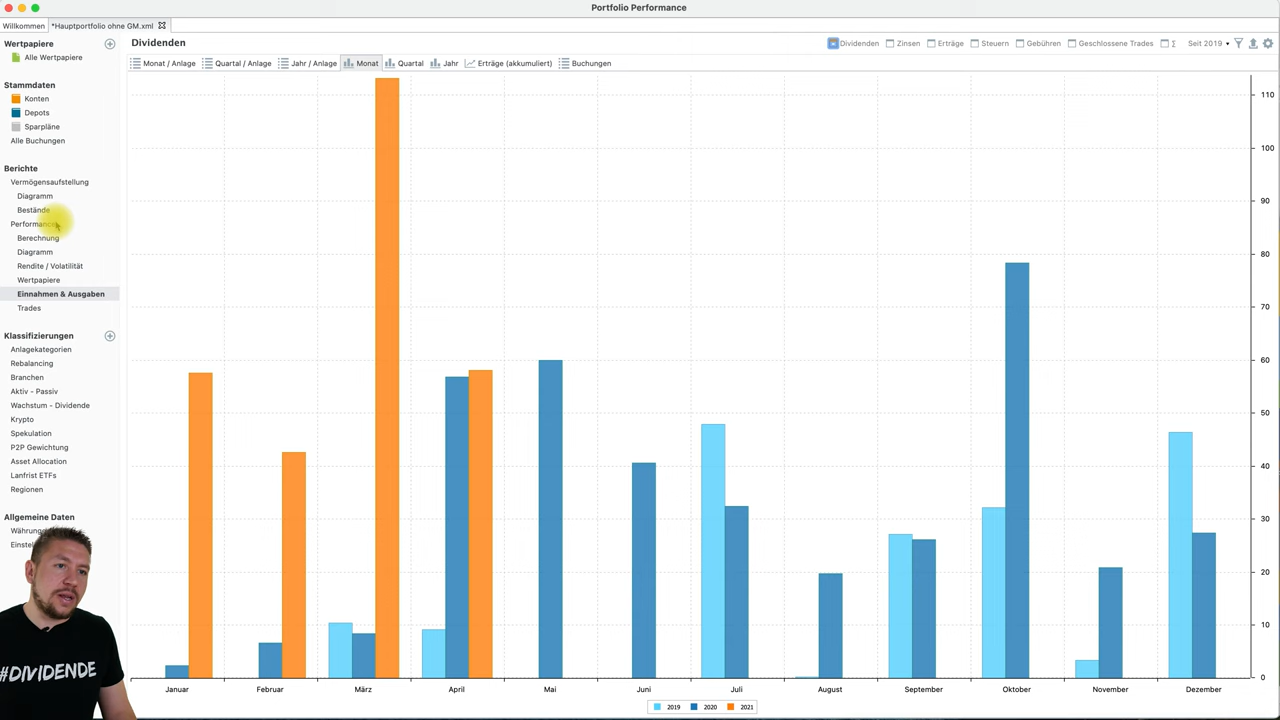 Portfolio Performance
Willkommen
*Hauptportfolio ohne GM.xml
Wertpapiere
Alle Wertpapiere
Stammdaten
Konten
Depots
Sparpläne
Alle Buchungen
Berichte
Vermögensaufstellung
Diagramm
Bestände
Performance
Berechnung
Diagramm
Rendite / Volatilität
Wertpapiere
Einnahmen & Ausgaben
Trades
Klassifizierungen
Anlagekategorien
Rebalancing
Branchen
Aktiv - Passiv
Wachstum - Dividende
Krypto
Spekulation
P2P Gewichtung
Asset Allocation
Lanfrist ETFs
Regionen
Allgemeine Daten
Dividenden
Dividenden Zinsen Erträge Steuern Gebühren Geschlossene Trades Σ Seit 2019
Monat / Anlage Quartal / Anlage Jahr / Anlage Monat Quartal Jahr Erträge (akkumuliert) Buchungen
110
100
90
80
70
60
50
40
30
20
10
0
Januar Februar März April Mai Juni Juli August September Oktober November Dezember
2019 2020 2021
#DIVIDENDE